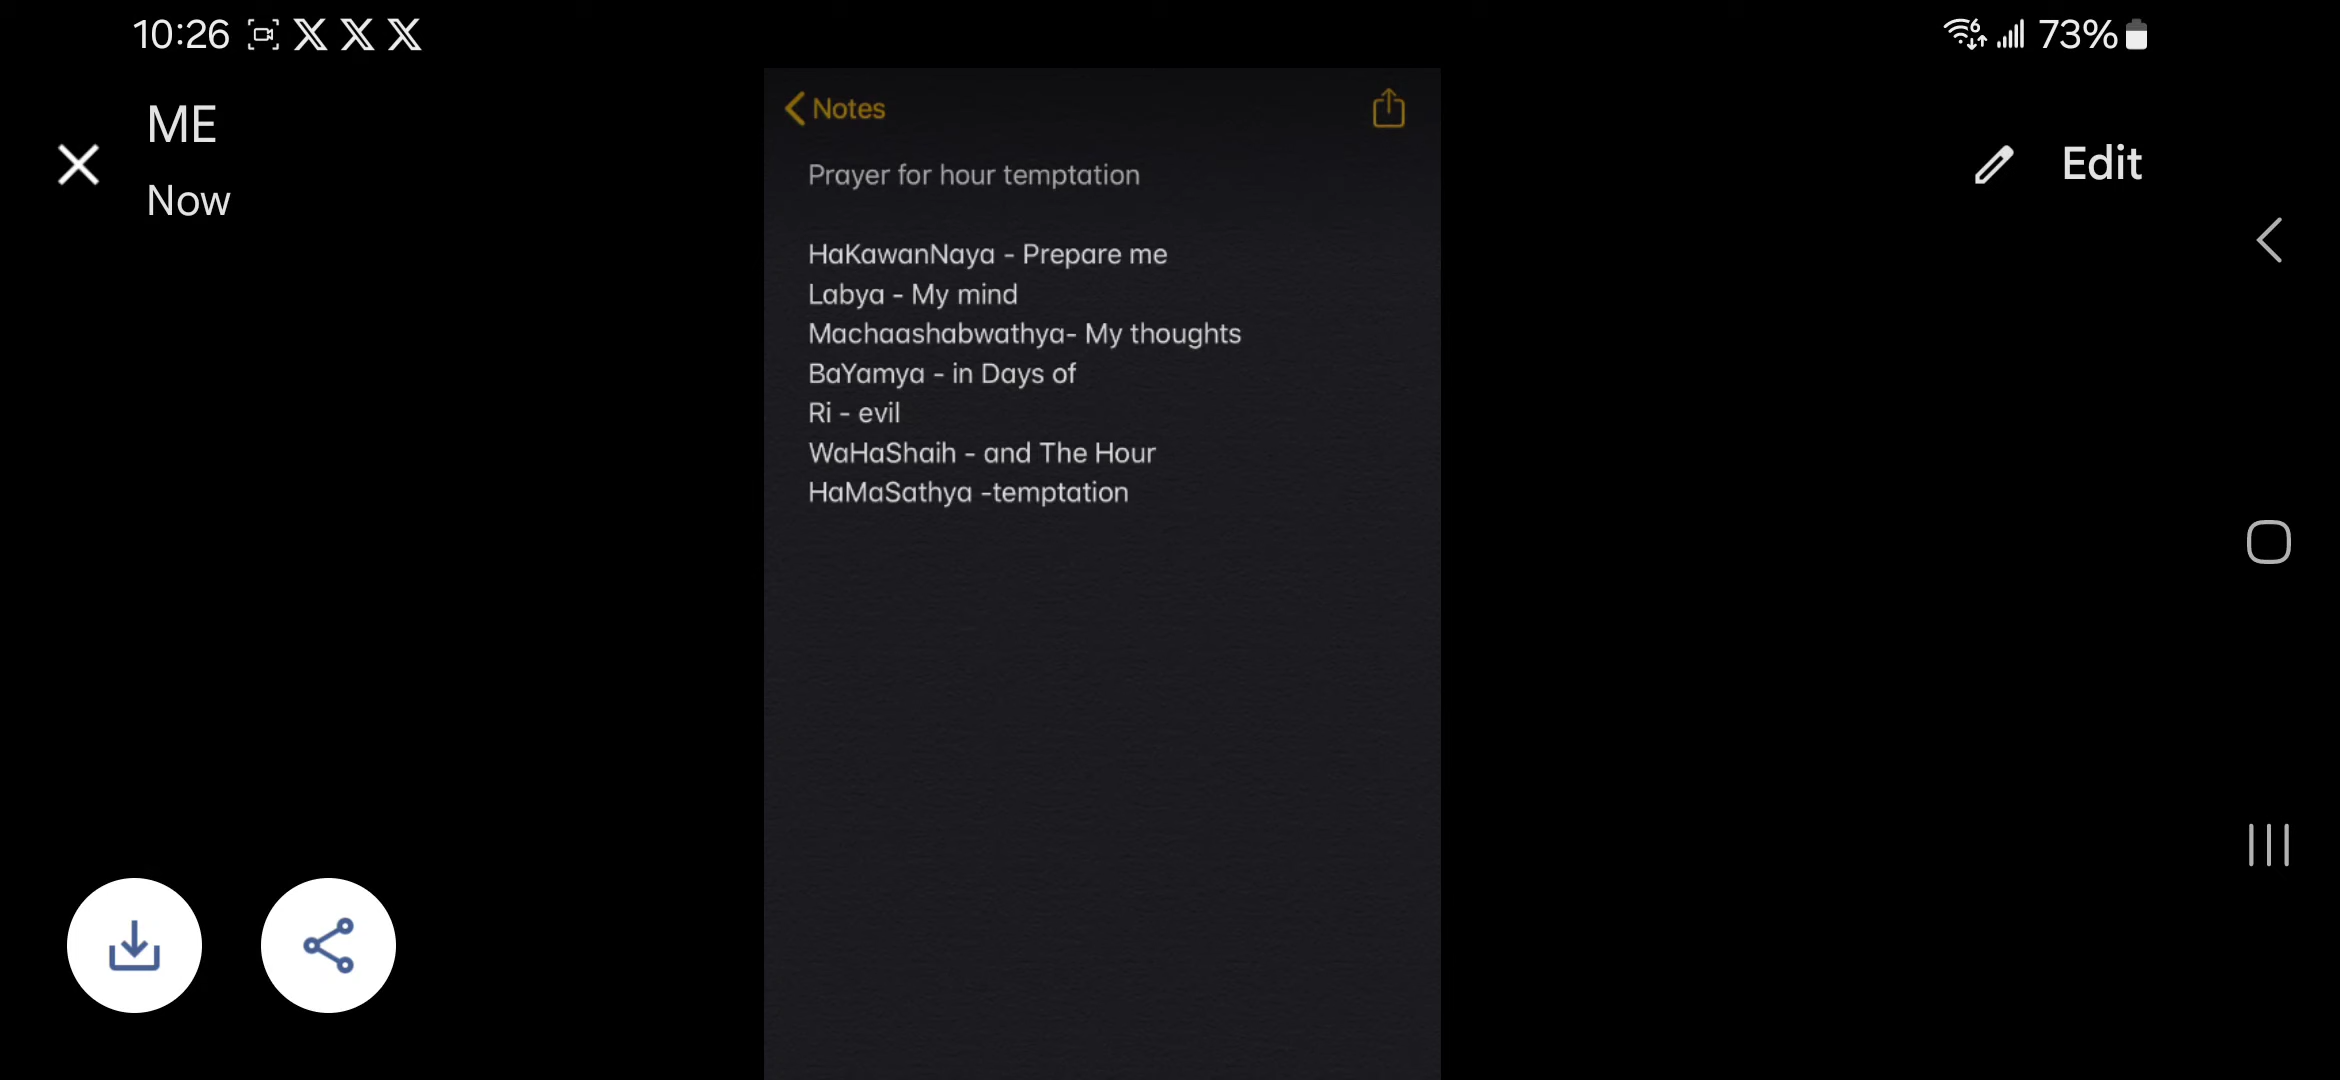 10:26
73%
ME
Now
Edit
Notes
Prayer for hour temptation
HaKawanNaya - Prepare me
Labya - My mind
Machaashabwathya- My thoughts
BaYamya - in Days of
Ri - evil
WaHaShaih - and The Hour
HaMaSathya -temptation